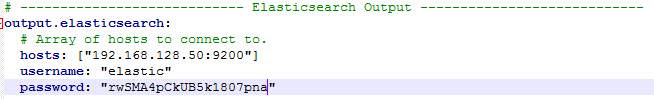 # ---------------------------- Elasticsearch Output ----------------------------
output.elasticsearch:
# Array of hosts to connect to.
hosts: ["192.168.128.50:9200"]
username: "elastic"
password: "rwSMA4pCkUB5k1807pna"